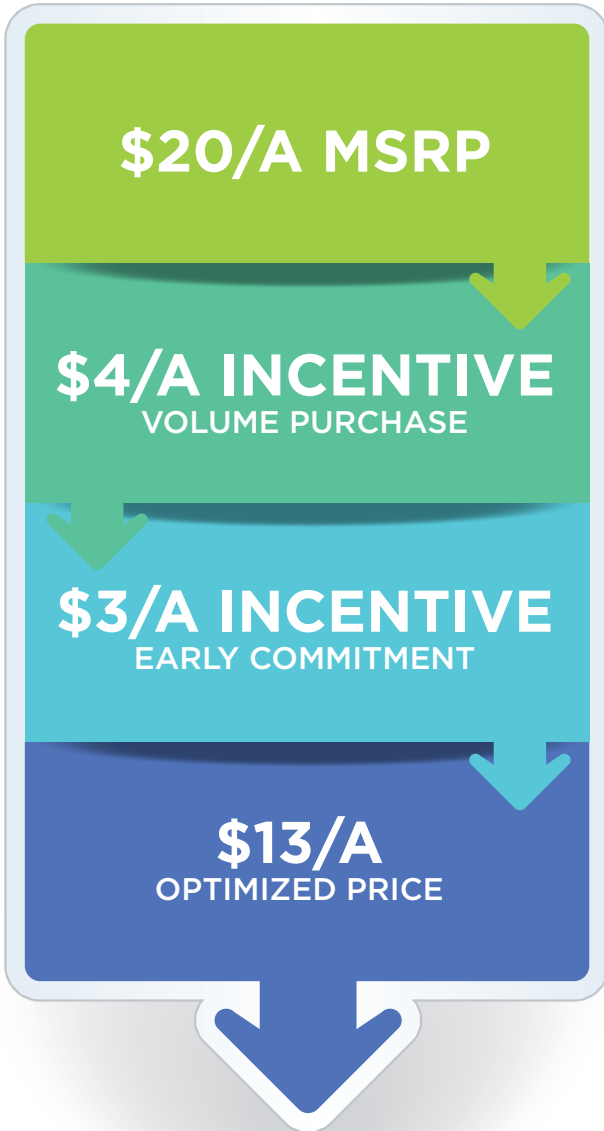 $20/A MSRP
$4/A INCENTIVE
VOLUME PURCHASE
$3/A INCENTIVE
EARLY COMMITMENT
$13/A
OPTIMIZED PRICE